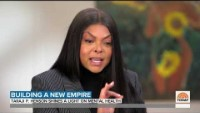 BUILDING A NEW EMPIRE
TARAJI P. HENSON SHINES A LIGHT ON MENTAL HEALTH
TODAY